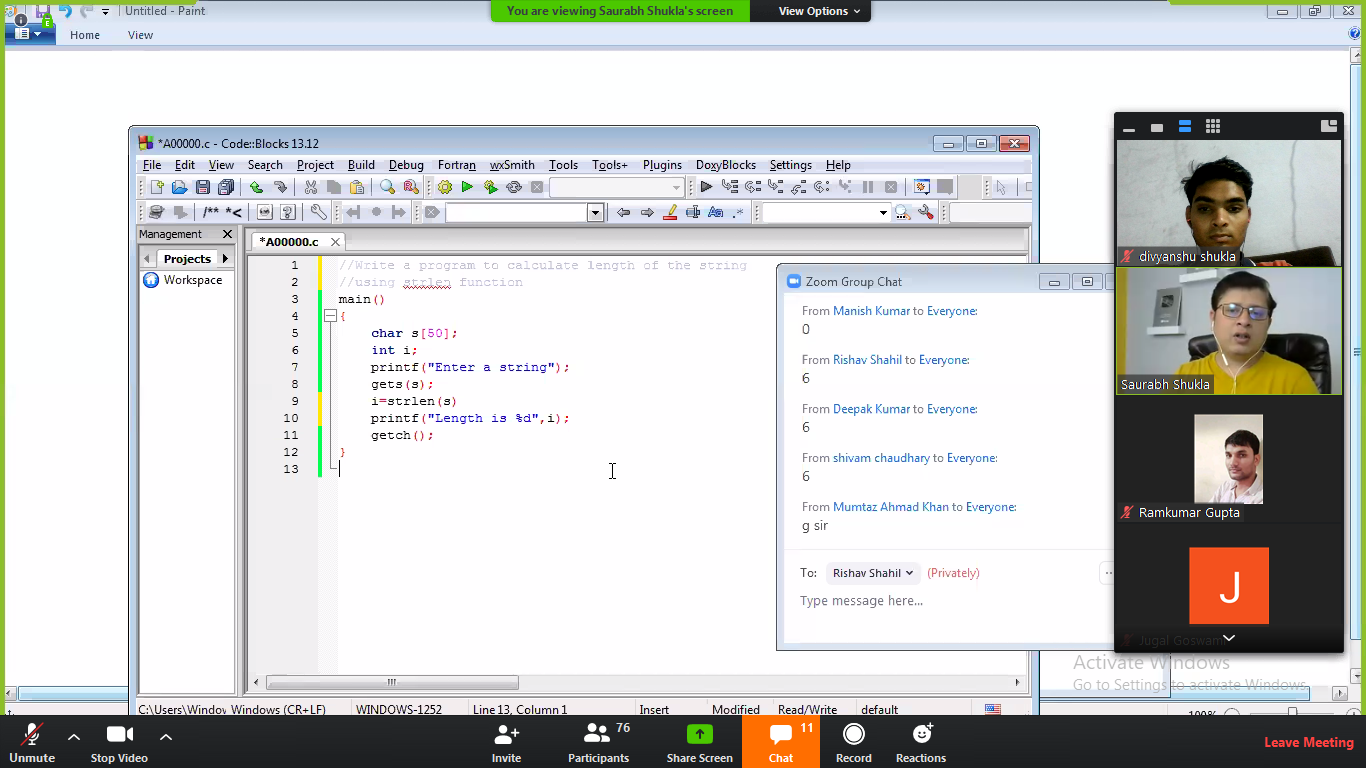 Untitled - Paint
You are viewing Saurabh Shukla's screen
View Options
Home
View
*A00000.c - Code::Blocks 13.12
File Edit View Search Project Build Debug Fortran wxSmith Tools Tools+ Plugins DoxyBlocks Settings Help
/** *<
Management
Projects
Workspace
*A00000.c
1 //Write a program to calculate length of the string
2 //using strlen function
3 main()
4 {
5 char s[50];
6 int i;
7 printf("Enter a string");
8 gets(s);
9 i=strlen(s)
10 printf("Length is %d",i);
11 getch();
12 }
13
C:\Users\Window Windows (CR+LF) WINDOWS-1252 Line 13, Column 1 Insert Modified Read/Write default
Zoom Group Chat
From Manish Kumar to Everyone:
0
From Rishav Shahil to Everyone:
6
From Deepak Kumar to Everyone:
6
From shivam chaudhary to Everyone:
6
From Mumtaz Ahmad Khan to Everyone:
g sir
To: Rishav Shahil (Privately)
Type message here...
divyanshu shukla
Saurabh Shukla
Ramkumar Gupta
J
Jugal Goswami
Activate Windows
Go to Settings to activate Windows.
100%
Unmute
Stop Video
Invite
76
Participants
Share Screen
11
Chat
Record
Reactions
Leave Meeting